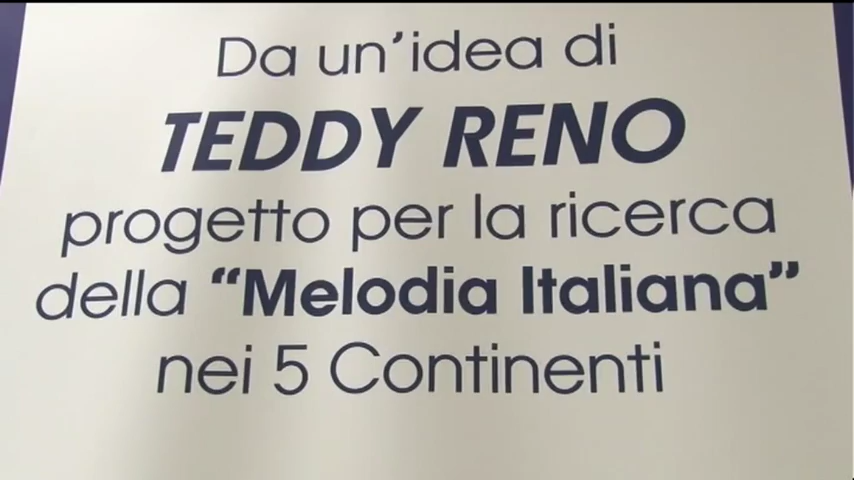 Da un'idea di
TEDDY RENO
progetto per la ricerca
della “Melodia Italiana”
nei 5 Continenti